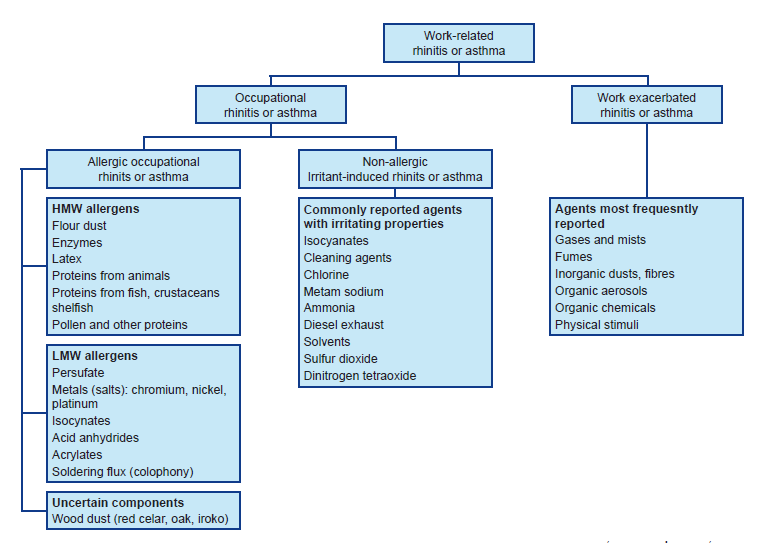 Work-related
rhinitis or asthma
Occupational
rhinitis or asthma
Work exacerbated
rhinitis or asthma
Allergic occupational
rhinits or asthma
Non-allergic
Irritant-induced rhinits or asthma
HMW allergens
Flour dust
Enzymes
Latex
Proteins from animals
Proteins from fish, crustaceans
shelfish
Pollen and other proteins
LMW allergens
Persufate
Metals (salts): chromium, nickel,
platinum
Isocynates
Acid anhydrides
Acrylates
Soldering flux (colophony)
Uncertain components
Wood dust (red celar, oak, iroko)
Commonly reported agents
with irritating properties
Isocyanates
Cleaning agents
Chlorine
Metam sodium
Ammonia
Diesel exhaust
Solvents
Sulfur dioxide
Dinitrogen tetraoxide
Agents most frequesntly
reported
Gases and mists
Fumes
Inorganic dusts, fibres
Organic aerosols
Organic chemicals
Physical stimuli